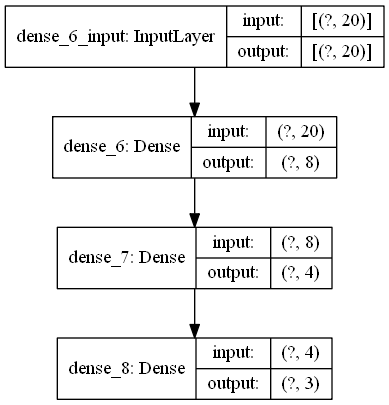 dense_6_input: InputLayer
input: [(?, 20)]
output: [(?, 20)]
dense_6: Dense
input: (?, 20)
output: (?, 8)
dense_7: Dense
input: (?, 8)
output: (?, 4)
dense_8: Dense
input: (?, 4)
output: (?, 3)